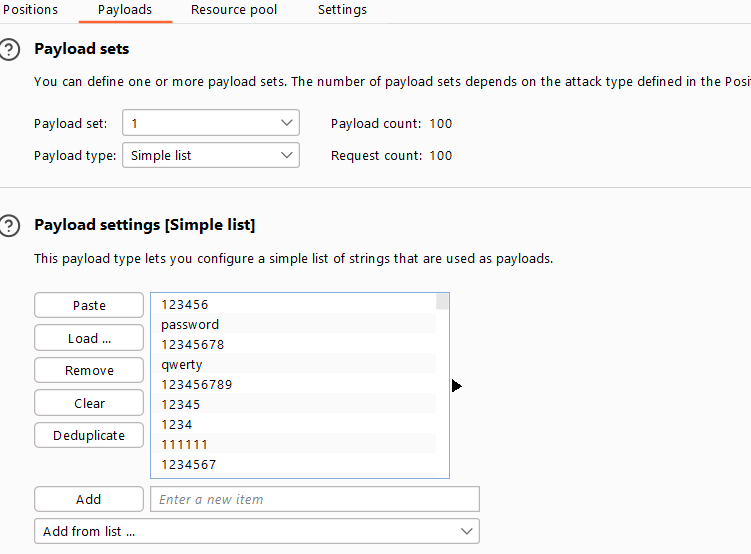 Positions Payloads Resource pool Settings
? Payload sets
You can define one or more payload sets. The number of payload sets depends on the attack type defined in the Posi
Payload set: 1 Payload count: 100
Payload type: Simple list Request count: 100
? Payload settings [Simple list]
This payload type lets you configure a simple list of strings that are used as payloads.
Paste
Load ...
Remove
Clear
Deduplicate
123456
password
12345678
qwerty
123456789
12345
1234
111111
1234567
Add Enter a new item
Add from list ...